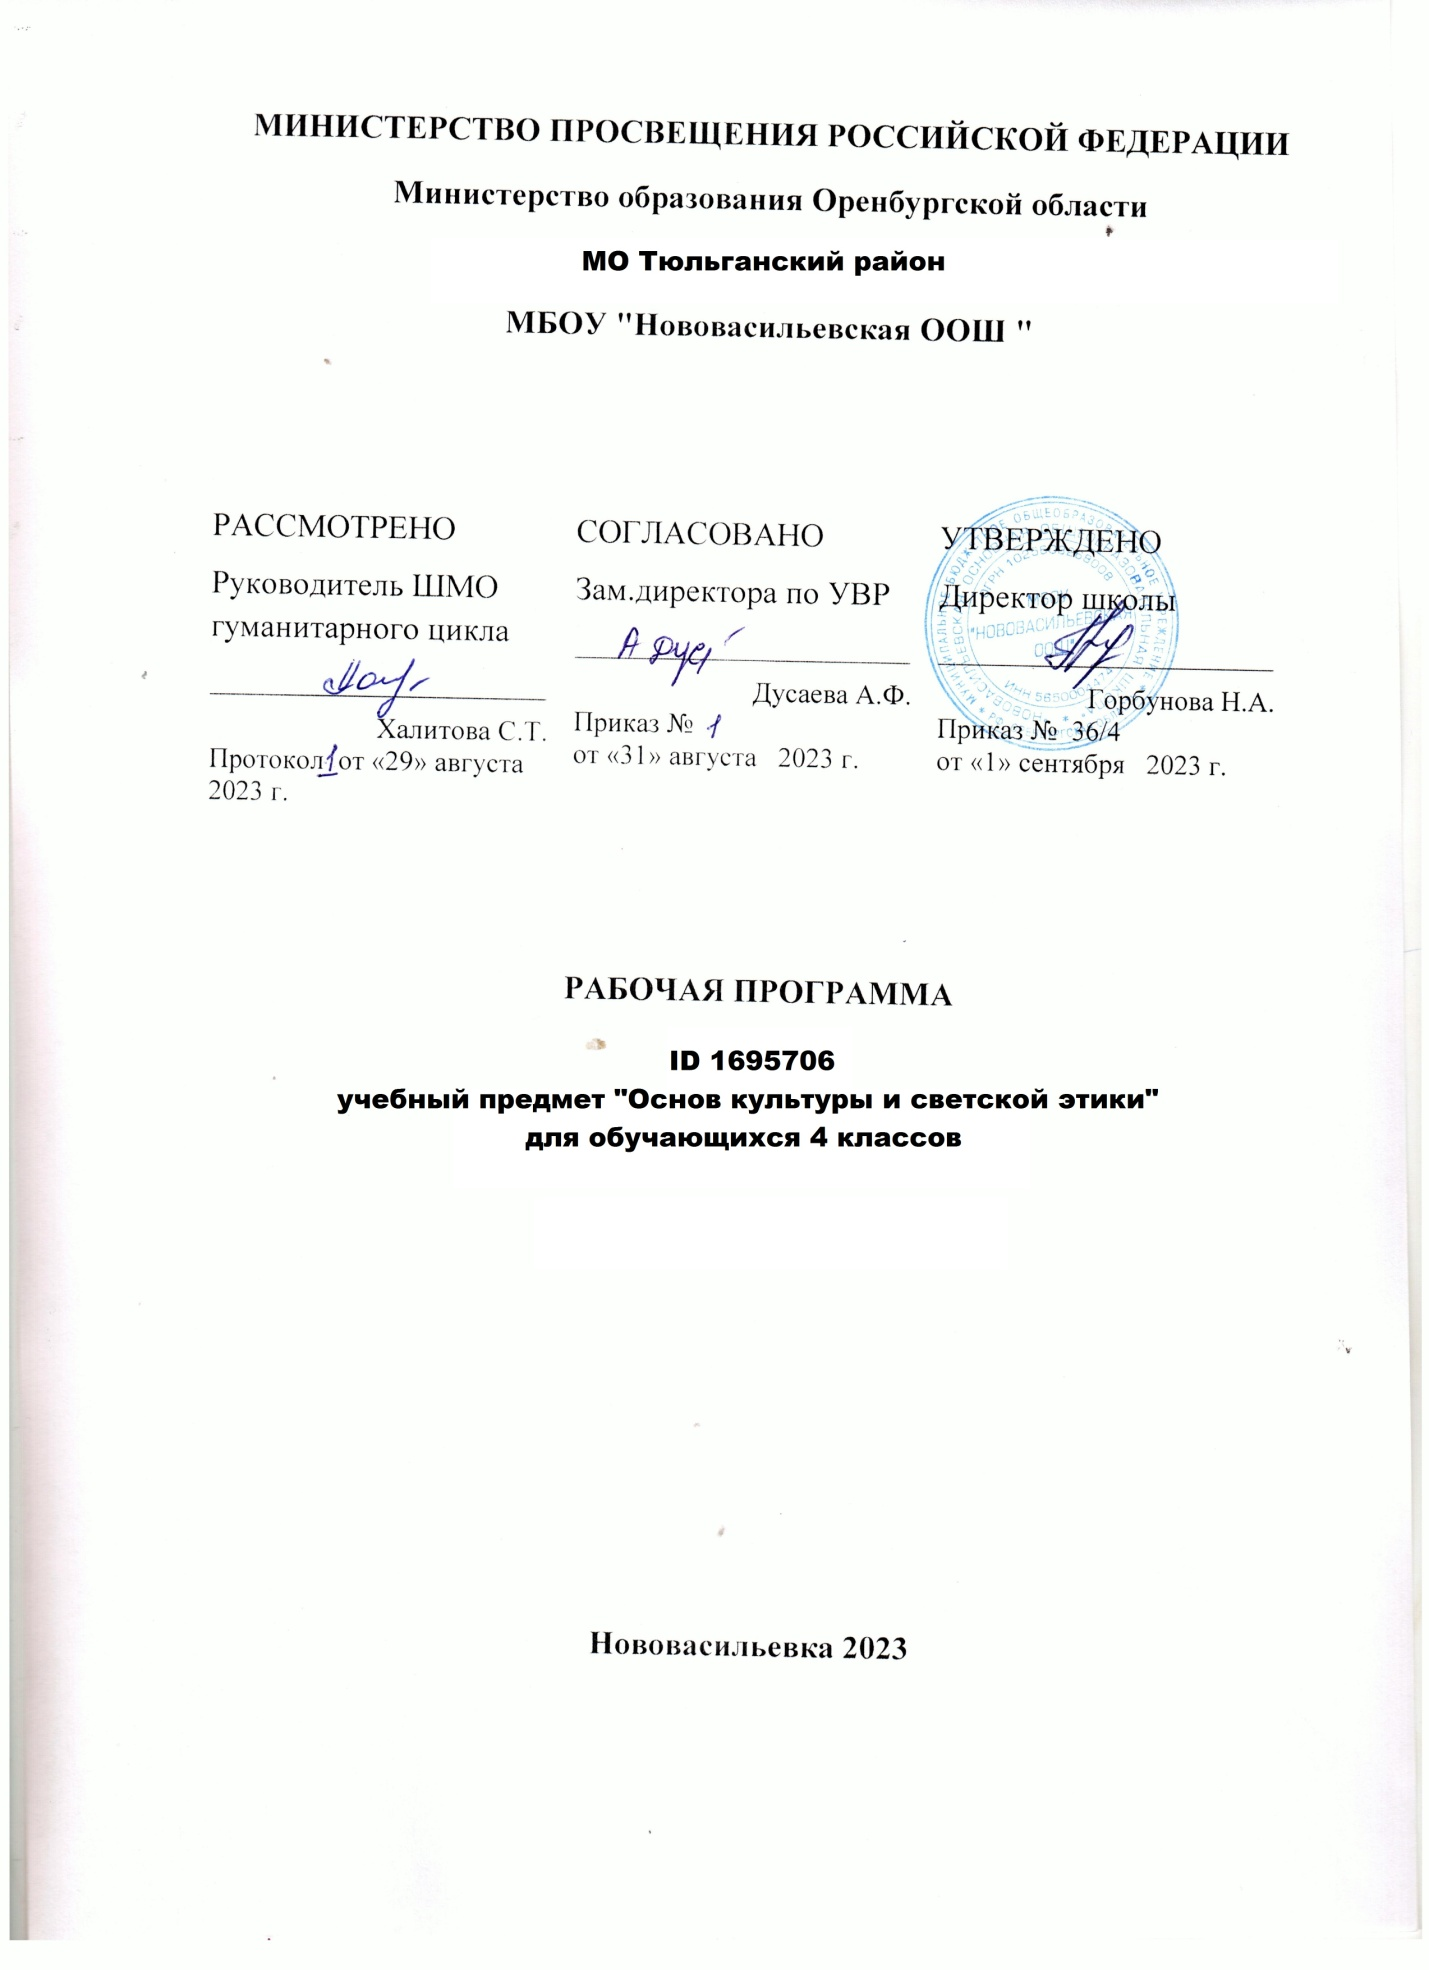 МИНИСТЕРСТВО ПРОСВЕЩЕНИЯ РОССИЙСКОЙ ФЕДЕРАЦИИ
Министерство образования Оренбургской области
МО Тюльганский район
МБОУ "Нововасильевская ООШ "
РАССМОТРЕНО
Руководитель ШМО
гуманитарного цикла
Халитова С.Т.
Протокол 1 от «29» августа
2023 г.
СОГЛАСОВАНО
Зам.директора по УВР
Дусаева А.Ф.
Приказ № 1
от «31» августа 2023 г.
УТВЕРЖДЕНО
Директор школы
"НОВОВАСИЛЬЕВСКАЯ
ООШ"
Горбунова Н.А.
Приказ № 36/4
от «1» сентября 2023 г.
РАБОЧАЯ ПРОГРАММА
ID 1695706
учебный предмет "Основ культуры и светской этики"
для обучающихся 4 классов
Нововасильевка 2023